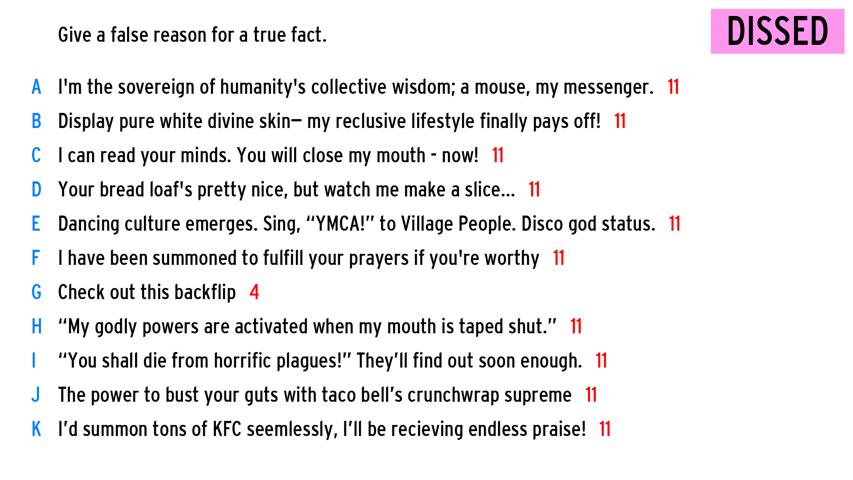 Give a false reason for a true fact.
DISSED
A I'm the sovereign of humanity's collective wisdom; a mouse, my messenger. 11
B Display pure white divine skin— my reclusive lifestyle finally pays off! 11
C I can read your minds. You will close my mouth - now! 11
D Your bread loaf's pretty nice, but watch me make a slice... 11
E Dancing culture emerges. Sing, “YMCA!” to Village People. Disco god status. 11
F I have been summoned to fulfill your prayers if you're worthy 11
G Check out this backflip 4
H “My godly powers are activated when my mouth is taped shut.” 11
I “You shall die from horrific plagues!” They’ll find out soon enough. 11
J The power to bust your guts with taco bell’s crunchwrap supreme 11
K I’d summon tons of KFC seemlessly, I’ll be recieving endless praise! 11